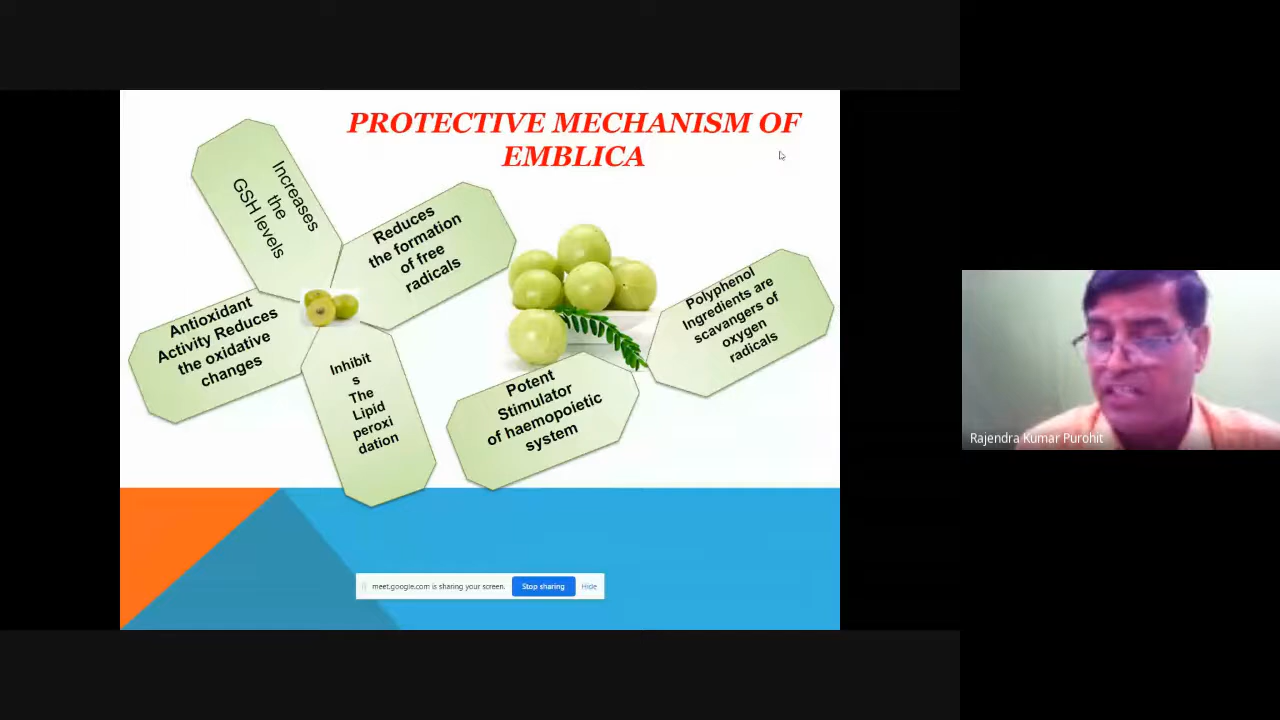 PROTECTIVE MECHANISM OF
EMBLICA
Increases
the
GSH levels
Reduces
the formation
of free
radicals
Antioxidant
Activity Reduces
the oxidative
changes
Inhibit
s
The
Lipid
peroxi
dation
Potent
Stimulator
of haemopoietic
system
Polyphenol
Ingredients are
scavangers of
oxygen
radicals
meet.google.com is sharing your screen.
Stop sharing
Hide
Rajendra Kumar Purohit